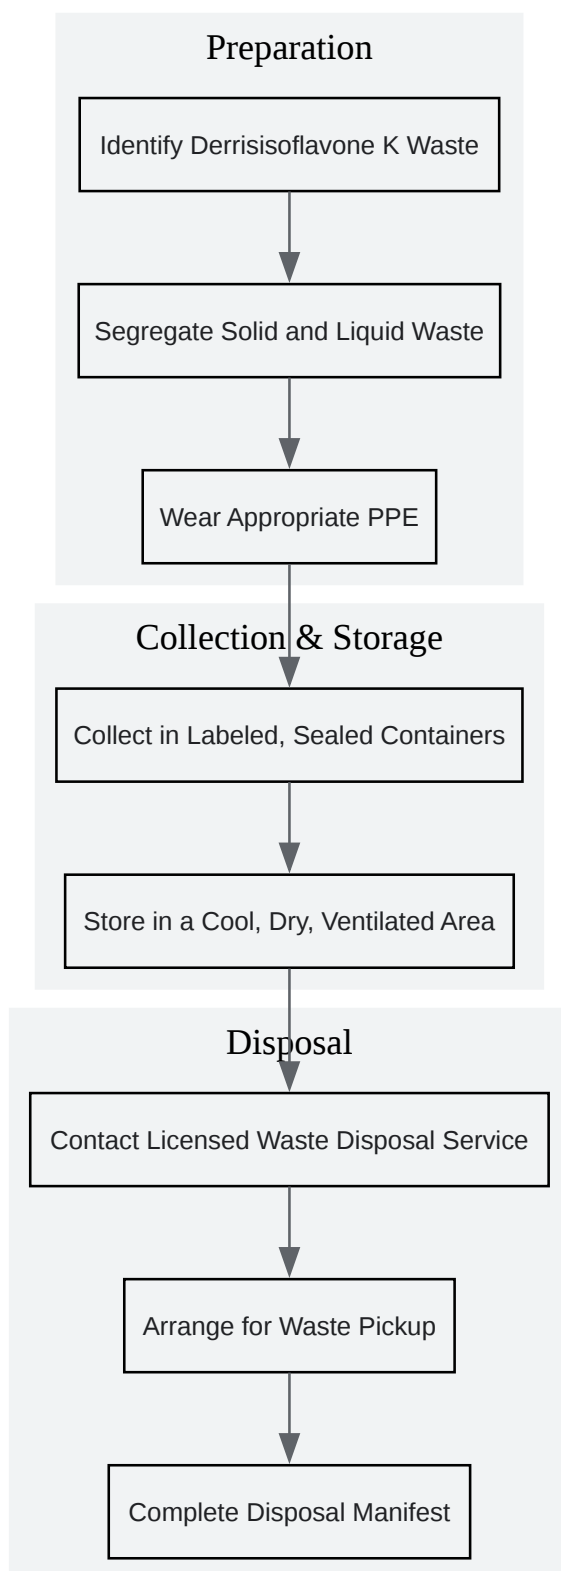 Preparation
Identify Derrisisoflavone K Waste
Segregate Solid and Liquid Waste
Wear Appropriate PPE
Collection & Storage
Collect in Labeled, Sealed Containers
Store in a Cool, Dry, Ventilated Area
Disposal
Contact Licensed Waste Disposal Service
Arrange for Waste Pickup
Complete Disposal Manifest